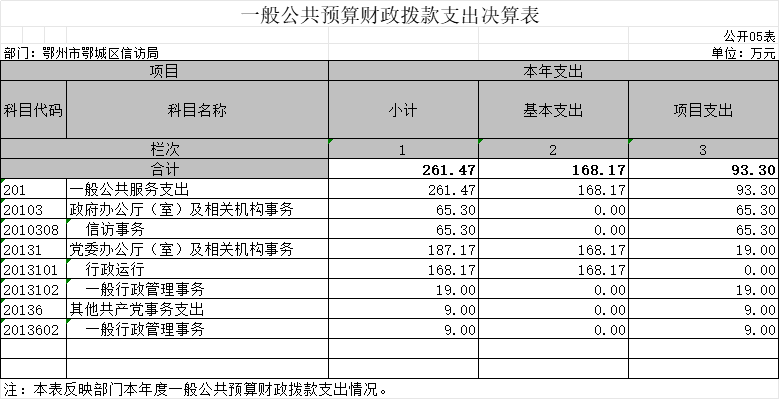 一般公共预算财政拨款支出决算表
公开05表
部门：鄂州市鄂城区信访局 单位：万元
项目 本年支出
科目代码 科目名称 小计 基本支出 项目支出
栏次 1 2 3
合计 261.47 168.17 93.30
201 一般公共服务支出 261.47 168.17 93.30
20103 政府办公厅（室）及相关机构事务 65.30 0.00 65.30
2010308 信访事务 65.30 0.00 65.30
20131 党委办公厅（室）及相关机构事务 187.17 168.17 19.00
2013101 行政运行 168.17 168.17 0.00
2013102 一般行政管理事务 19.00 0.00 19.00
20136 其他共产党事务支出 9.00 0.00 9.00
2013602 一般行政管理事务 9.00 0.00 9.00
注：本表反映部门本年度一般公共预算财政拨款支出情况。